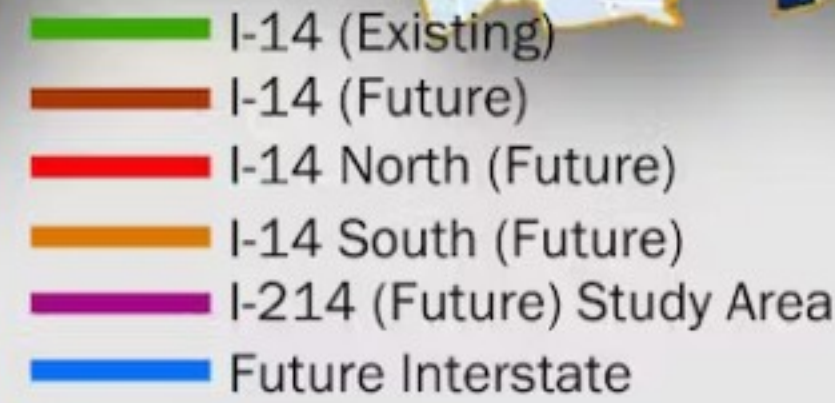 I-14 (Existing)
I-14 (Future)
I-14 North (Future)
I-14 South (Future)
I-214 (Future) Study Area
Future Interstate